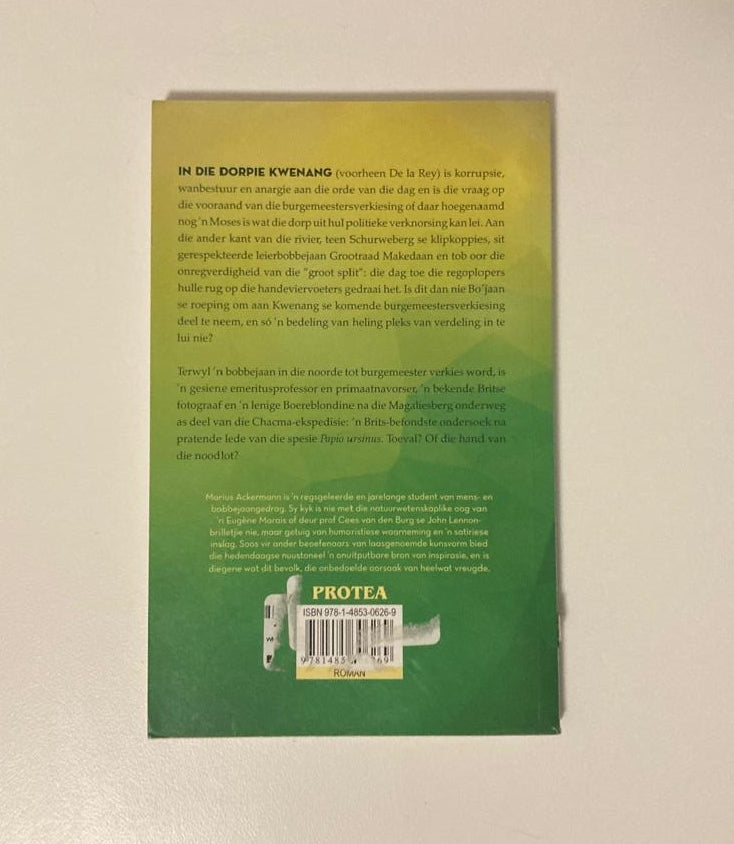 IN DIE DORPIE KWENANG (voorheen De la Rey) is korrupsie,
wanbestuur en anargie aan die orde van die dag en is die vraag op
die vooraand van die burgemeestersverkiesing of daar hoegenaamd
nog 'n Moses is wat die dorp uit hul politieke verknorsing kan lei. Aan
die ander kant van die rivier, teen Schurweberg se klipkoppies, sit
gerespekteerde leierbobbejaan Grootraad Makedaan en tob oor die
onregverdigheid van die "groot split": die dag toe die regoplopers
hulle rug op die handeviervoeters gedraai het. Is dit dan nie Bo'jaan
se roeping om aan Kwenang se komende burgemeestersverkiesing
deel te neem, en só 'n bedeling van heling pleks van verdeling in te
lui nie?
Terwyl 'n bobbejaan in die noorde tot burgemeester verkies word, is
'n gesiene emeritusprofessor en primaatnavorser, 'n bekende Britse
fotograaf en 'n lenige Boereblondine na die Magaliesberg onderweg
as deel van die Chacma-ekspedisie: 'n Brits-befondste ondersoek na
pratende lede van die spesie Papio ursinus. Toeval? Of die hand van
die noodlot?
Marius Ackermann is 'n regsgeleerde en jarelange student van mens- en
bobbejaangedrag. Sy kyk is nie met die natuurwetenskaplike oog van
'n Eugène Marais of deur prof Cees van den Burg se John Lennon-
brilletjie nie, maar getuig van humoristiese waarneming en 'n satiriese
inslag. Soos vir ander beoefenaars van laasgenoemde kunsvorm bied
die hedendaagse nuustoneel 'n onuitputbare bron van inspirasie, en is
diegene wat dit bevolk, die onbedoelde oorsaak van heelwat vreugde.
PROTEA
ISBN 978-1-4853-0626-9
9 781485 69
ROMAN